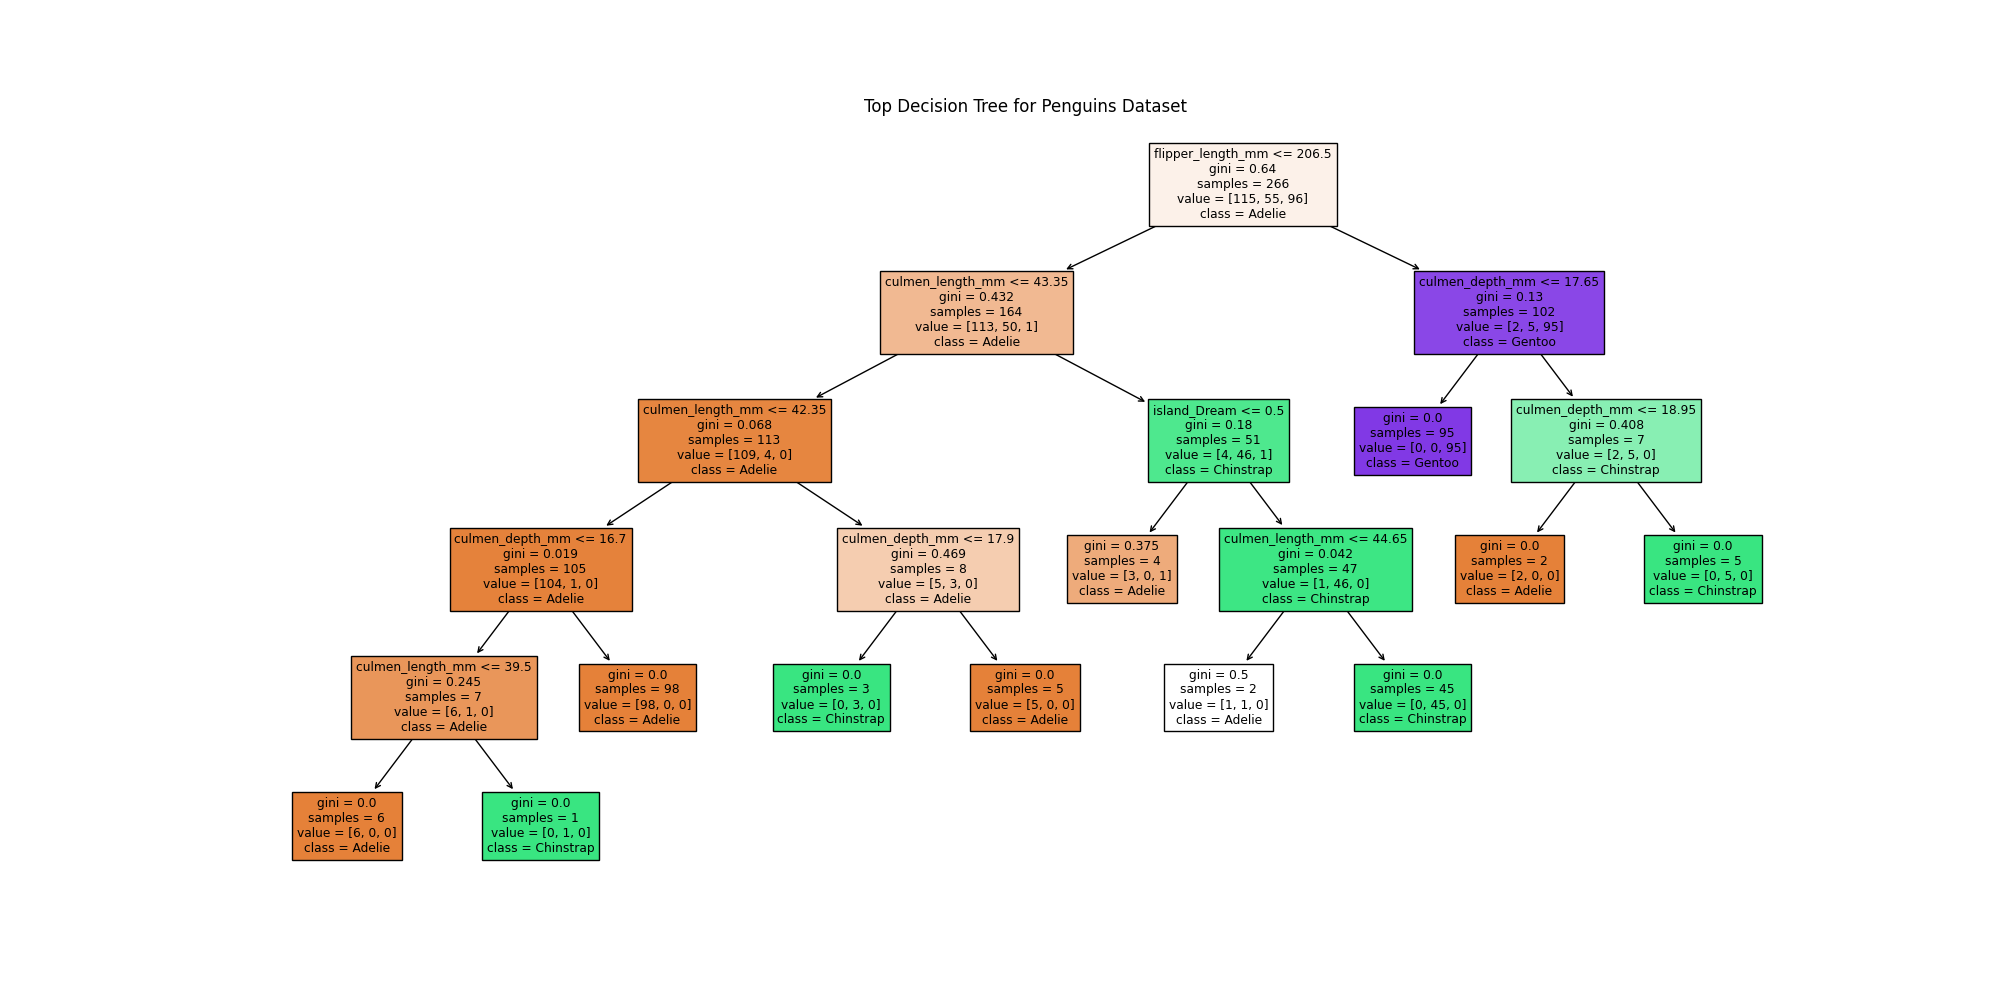 Top Decision Tree for Penguins Dataset
flipper_length_mm <= 206.5
gini = 0.64
samples = 266
value = [115, 55, 96]
class = Adelie
culmen_length_mm <= 43.35
gini = 0.432
samples = 164
value = [113, 50, 1]
class = Adelie
culmen_depth_mm <= 17.65
gini = 0.13
samples = 102
value = [2, 5, 95]
class = Gentoo
culmen_length_mm <= 42.35
gini = 0.068
samples = 113
value = [109, 4, 0]
class = Adelie
island_Dream <= 0.5
gini = 0.18
samples = 51
value = [4, 46, 1]
class = Chinstrap
gini = 0.0
samples = 95
value = [0, 0, 95]
class = Gentoo
culmen_depth_mm <= 18.95
gini = 0.408
samples = 7
value = [2, 5, 0]
class = Chinstrap
culmen_depth_mm <= 16.7
gini = 0.019
samples = 105
value = [104, 1, 0]
class = Adelie
culmen_depth_mm <= 17.9
gini = 0.469
samples = 8
value = [5, 3, 0]
class = Adelie
gini = 0.375
samples = 4
value = [3, 0, 1]
class = Adelie
culmen_length_mm <= 44.65
gini = 0.042
samples = 47
value = [1, 46, 0]
class = Chinstrap
gini = 0.0
samples = 2
value = [2, 0, 0]
class = Adelie
gini = 0.0
samples = 5
value = [0, 5, 0]
class = Chinstrap
culmen_length_mm <= 39.5
gini = 0.245
samples = 7
value = [6, 1, 0]
class = Adelie
gini = 0.0
samples = 98
value = [98, 0, 0]
class = Adelie
gini = 0.0
samples = 3
value = [0, 3, 0]
class = Chinstrap
gini = 0.0
samples = 5
value = [5, 0, 0]
class = Adelie
gini = 0.5
samples = 2
value = [1, 1, 0]
class = Adelie
gini = 0.0
samples = 45
value = [0, 45, 0]
class = Chinstrap
gini = 0.0
samples = 6
value = [6, 0, 0]
class = Adelie
gini = 0.0
samples = 1
value = [0, 1, 0]
class = Chinstrap